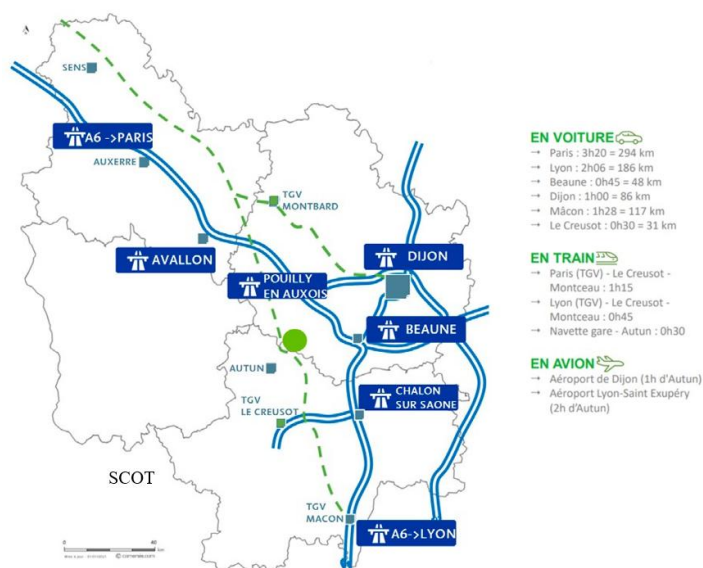 SENS
A6 ->PARIS
AUXERRE
TGV
MONTBARD
AVALLON
DIJON
POUILLY
EN AUXOIS
BEAUNE
AUTUN
CHALON
SUR SAONE
TGV
LE CREUSOT
SCOT
TGV
MACON
A6->LYON
© comersis.com
EN VOITURE
→ Paris : 3h20 = 294 km
→ Lyon : 2h06 = 186 km
→ Beaune : 0h45 = 48 km
→ Dijon : 1h00 = 86 km
→ Mâcon : 1h28 = 117 km
→ Le Creusot : 0h30 = 31 km
EN TRAIN
→ Paris (TGV) - Le Creusot -
Montceau : 1h15
→ Lyon (TGV) - Le Creusot -
Montceau : 0h45
→ Navette gare - Autun : 0h30
EN AVION
→ Aéroport de Dijon (1h d'Autun)
→ Aéroport Lyon-Saint Exupéry
(2h d'Autun)